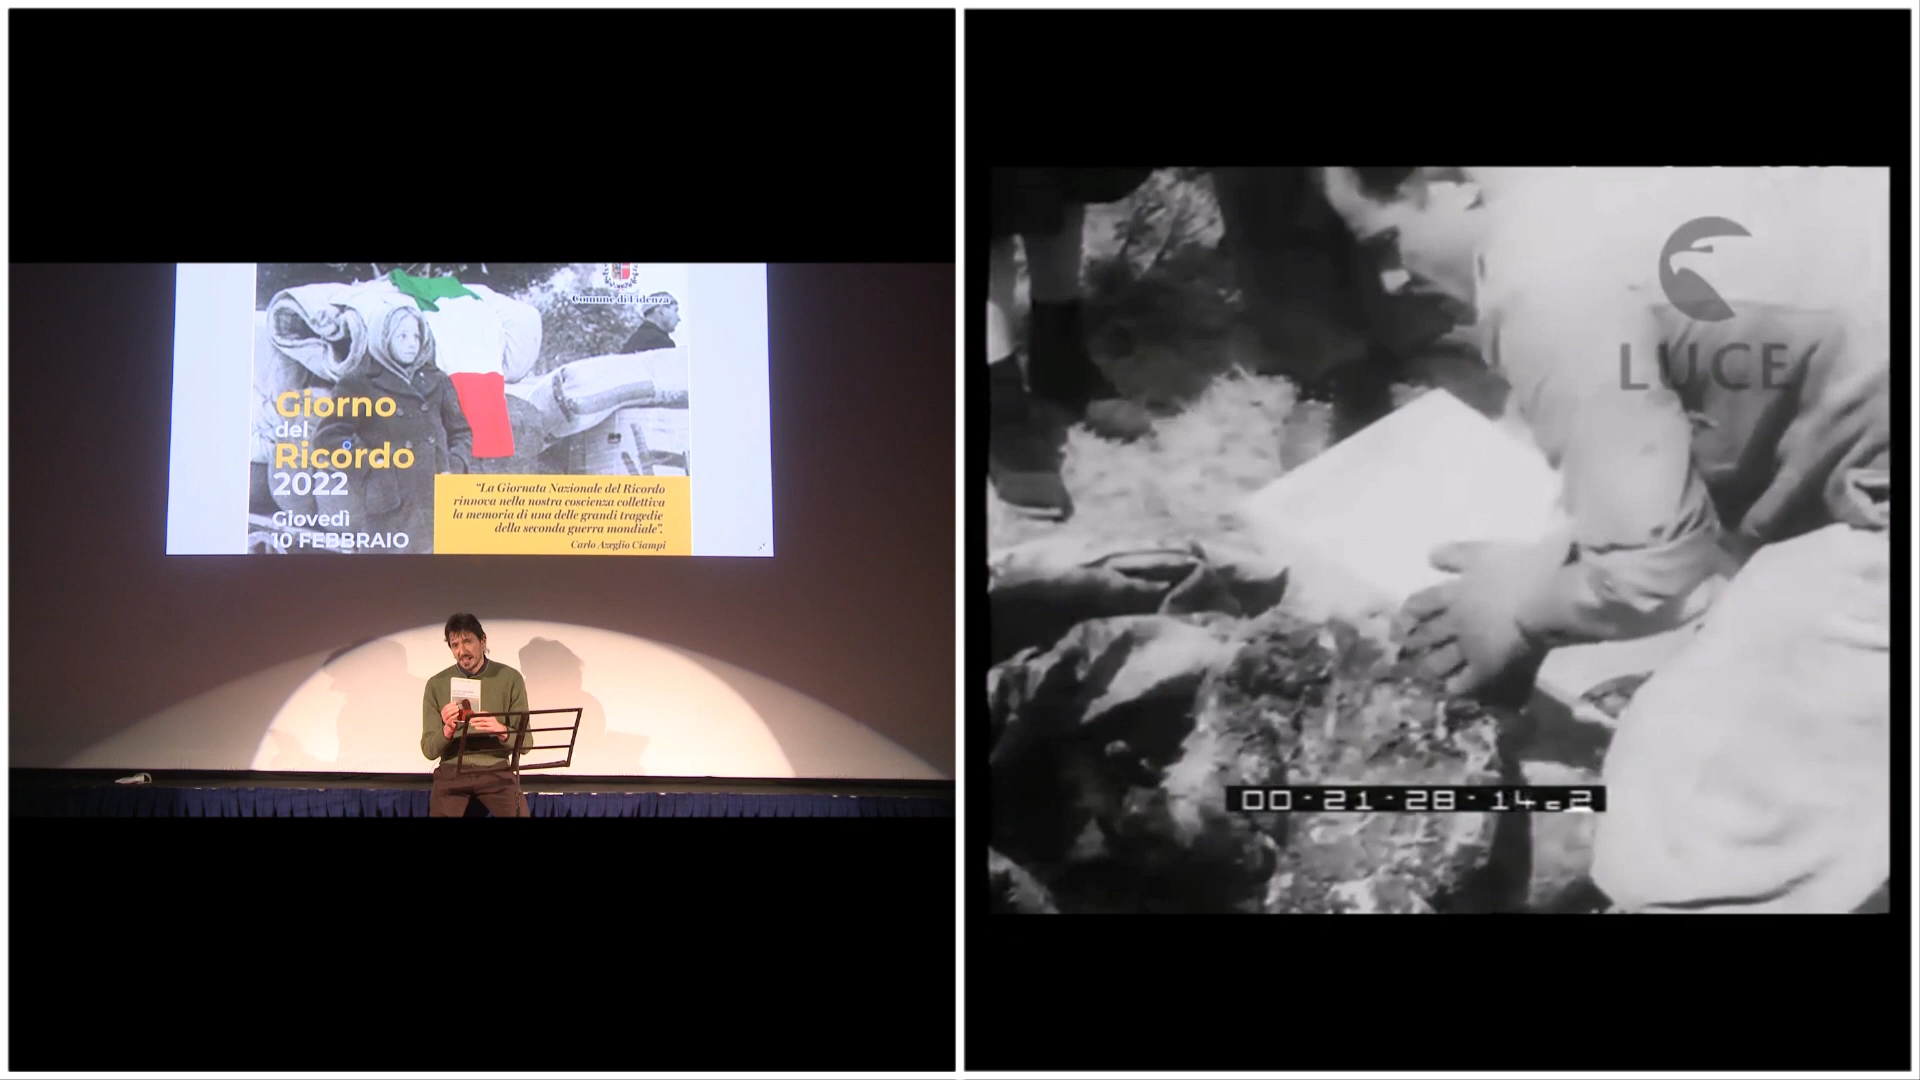 Comune di Fidenza
Giorno
del
Ricordo
2022
Giovedì
10 FEBBRAIO
"La Giornata Nazionale del Ricordo
rinnova nella nostra coscienza collettiva
la memoria di una delle grandi tragedie
della seconda guerra mondiale".
Carlo Azeglio Ciampi
LUCE
00·21·28·14